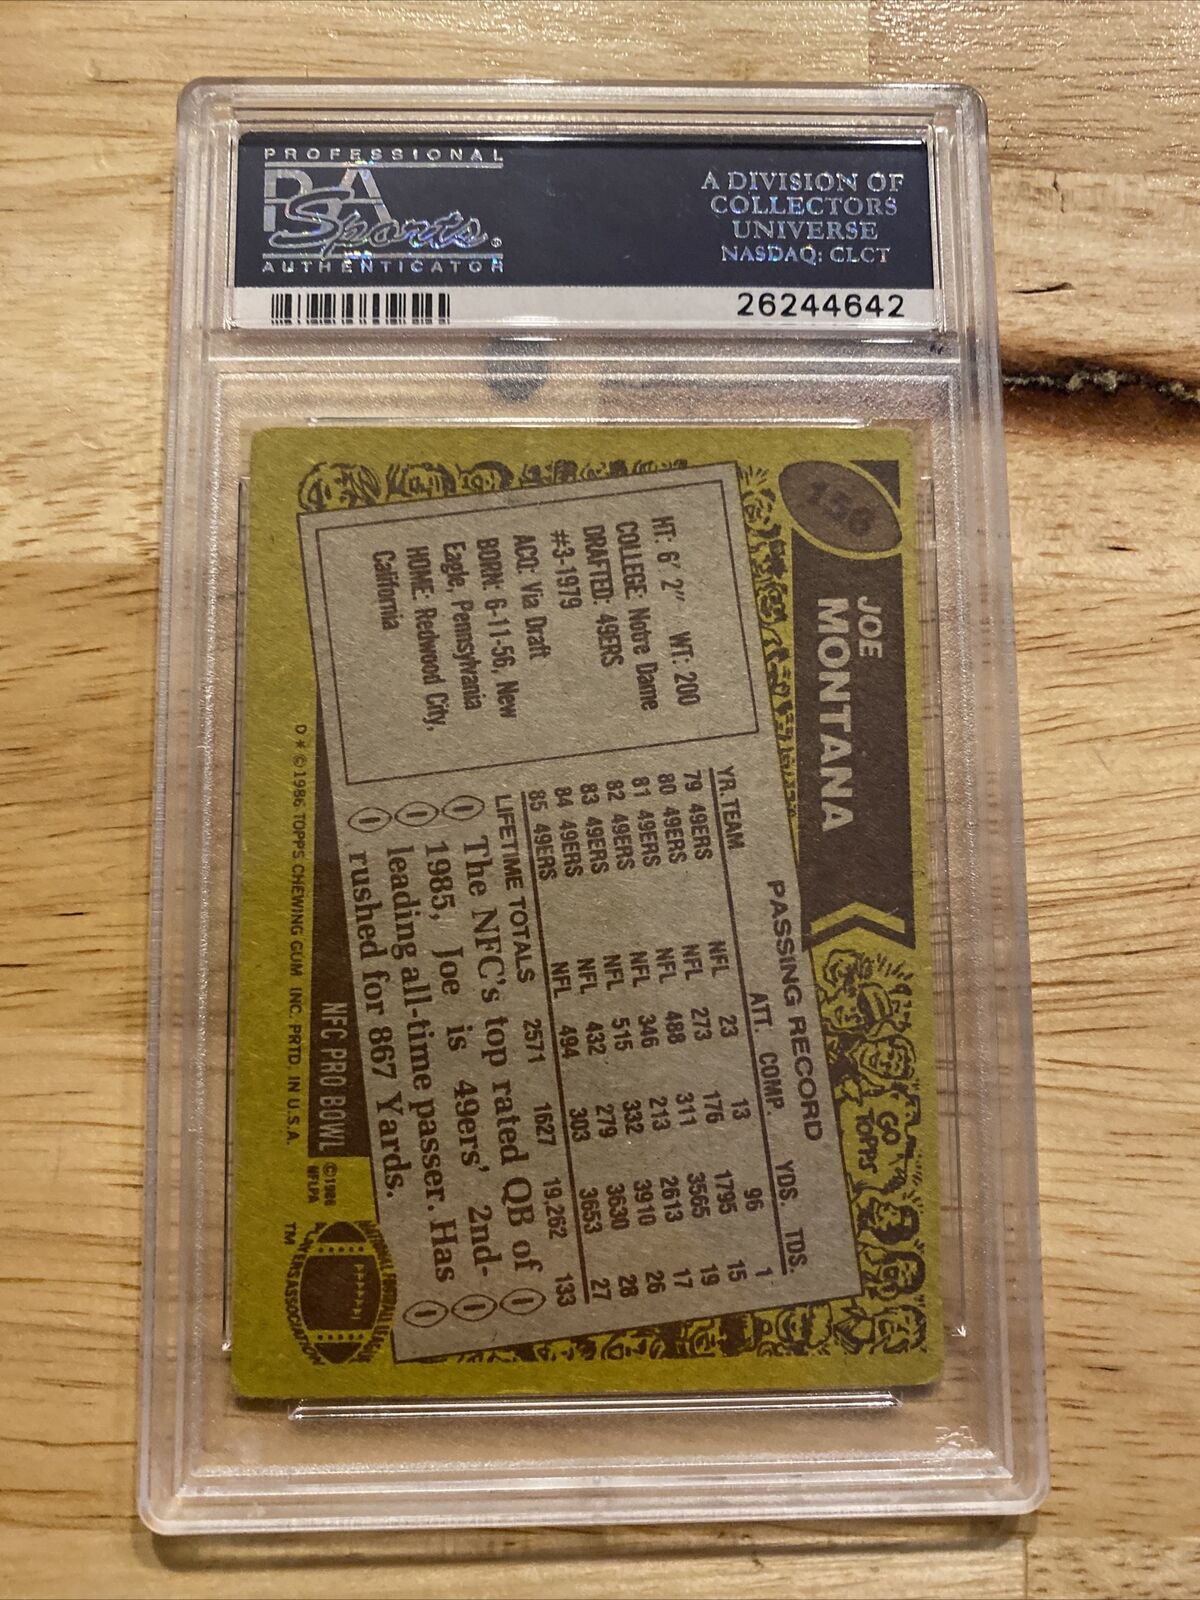 PROFESSIONAL
PSA
Sports®
AUTHENTICATOR
A DIVISION OF
COLLECTORS
UNIVERSE
NASDAQ: CLCT
26244642
156
JOE
MONTANA
GO
TOPPS
HT: 6' 2" WT: 200
COLLEGE: Notre Dame
DRAFTED: 49ERS
#3-1979
ACQ: Via Draft
BORN: 6-11-56, New
Eagle, Pennsylvania
HOME: Redwood City,
California
PASSING RECORD
YR. TEAM ATT. COMP. YDS. TDS.
79 49ERS NFL 23 13 96 1
80 49ERS NFL 273 176 1795 15
81 49ERS NFL 488 311 3565 19
82 49ERS NFL 346 213 2613 17
83 49ERS NFL 515 332 3910 26
84 49ERS NFL 432 279 3630 28
85 49ERS NFL 494 303 3653 27
LIFETIME TOTALS 2571 1627 19,262 133
The NFC's top rated QB of
1985, Joe is 49ers' 2nd-
leading all-time passer. Has
rushed for 867 Yards.
NFC PRO BOWL
D * ©1986 TOPPS CHEWING GUM INC. PRTD. IN U.S.A.
©1986
NFLPA
NATIONAL FOOTBALL LEAGUE
PLAYERS ASSOCIATION
TM